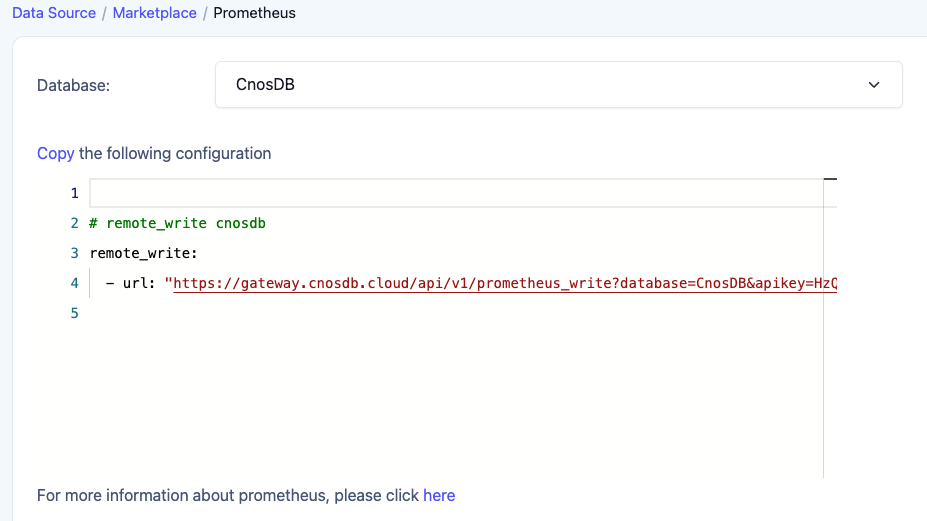 Data Source / Marketplace / Prometheus
Database: CnosDB
Copy the following configuration
1
2 # remote_write cnosdb
3 remote_write:
4 - url: "https://gateway.cnosdb.cloud/api/v1/prometheus_write?database=CnosDB&apikey=HzQ
5
For more information about prometheus, please click here